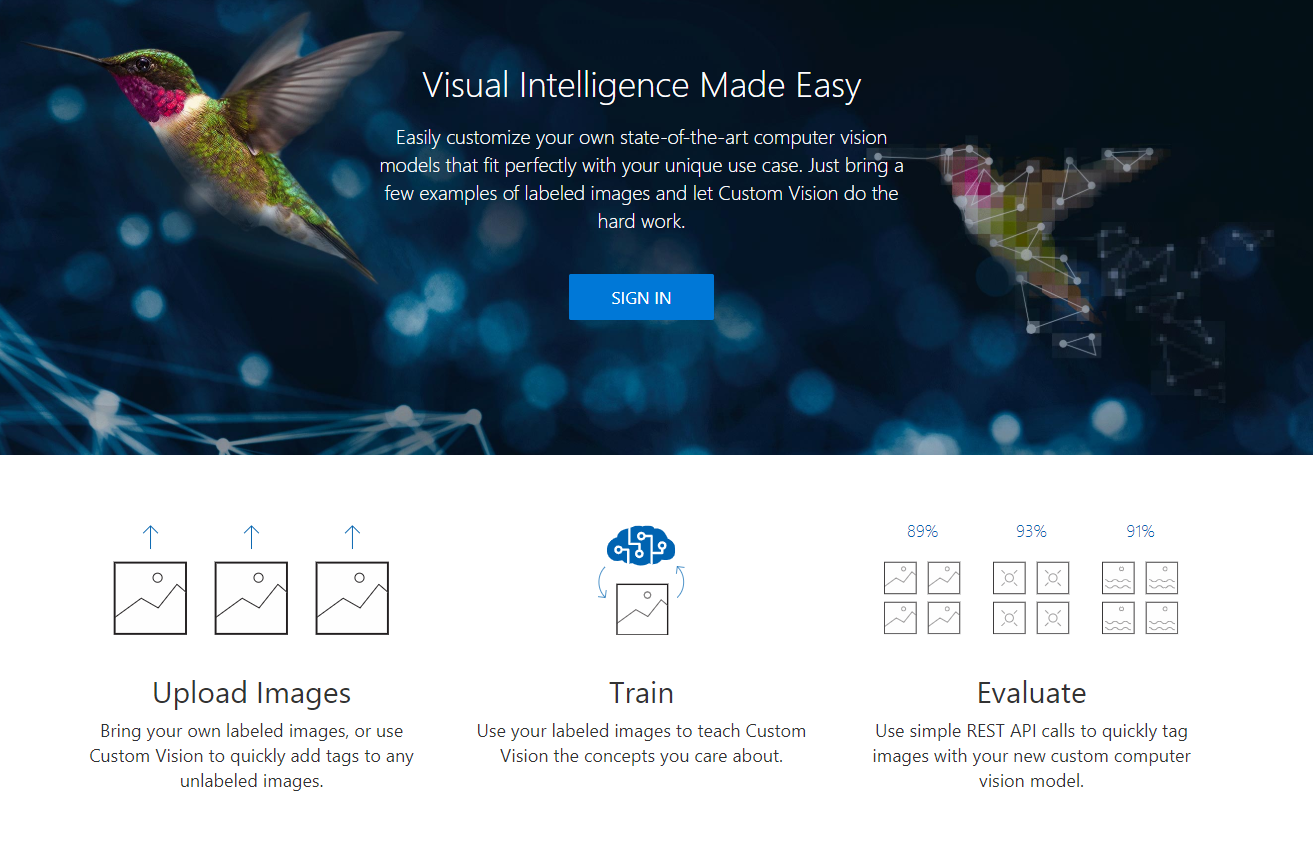 Visual Intelligence Made Easy
Easily customize your own state-of-the-art computer vision
models that fit perfectly with your unique use case. Just bring a
few examples of labeled images and let Custom Vision do the
hard work.
SIGN IN
Upload Images
Bring your own labeled images, or use
Custom Vision to quickly add tags to any
unlabeled images.
Train
Use your labeled images to teach Custom
Vision the concepts you care about.
89% 93% 91%
Evaluate
Use simple REST API calls to quickly tag
images with your new custom computer
vision model.